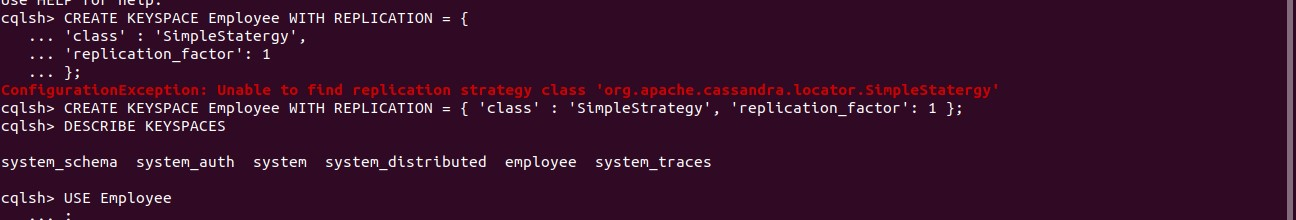 Use HELP for help.
cqlsh> CREATE KEYSPACE Employee WITH REPLICATION = {
   ... 'class' : 'SimpleStatergy',
   ... 'replication_factor': 1
   ... };
ConfigurationException: Unable to find replication strategy class 'org.apache.cassandra.locator.SimpleStatergy'
cqlsh> CREATE KEYSPACE Employee WITH REPLICATION = { 'class' : 'SimpleStrategy', 'replication_factor': 1 };
cqlsh> DESCRIBE KEYSPACES
system_schema  system_auth  system  system_distributed  employee  system_traces
cqlsh> USE Employee
   ... ;